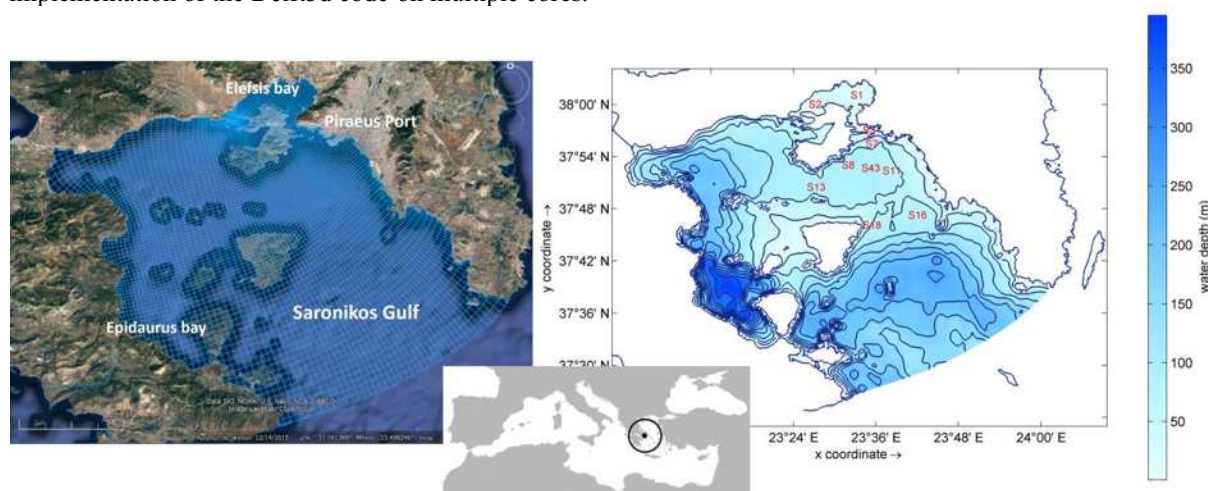 implementation of the Delft3d code on multiple cores.
Elefsis bay
Piraeus Port
Epidaurus bay
Saronikos Gulf
38°00' N
37°54' N
37°48' N
37°42' N
37°36' N
37°30' N
y coordinate →
S1
S2
S7
S8
S43
S11
S13
S16
S18
23°24' E
23°36' E
23°48' E
24°00' E
x coordinate →
350
300
250
200
150
100
50
water depth (m)